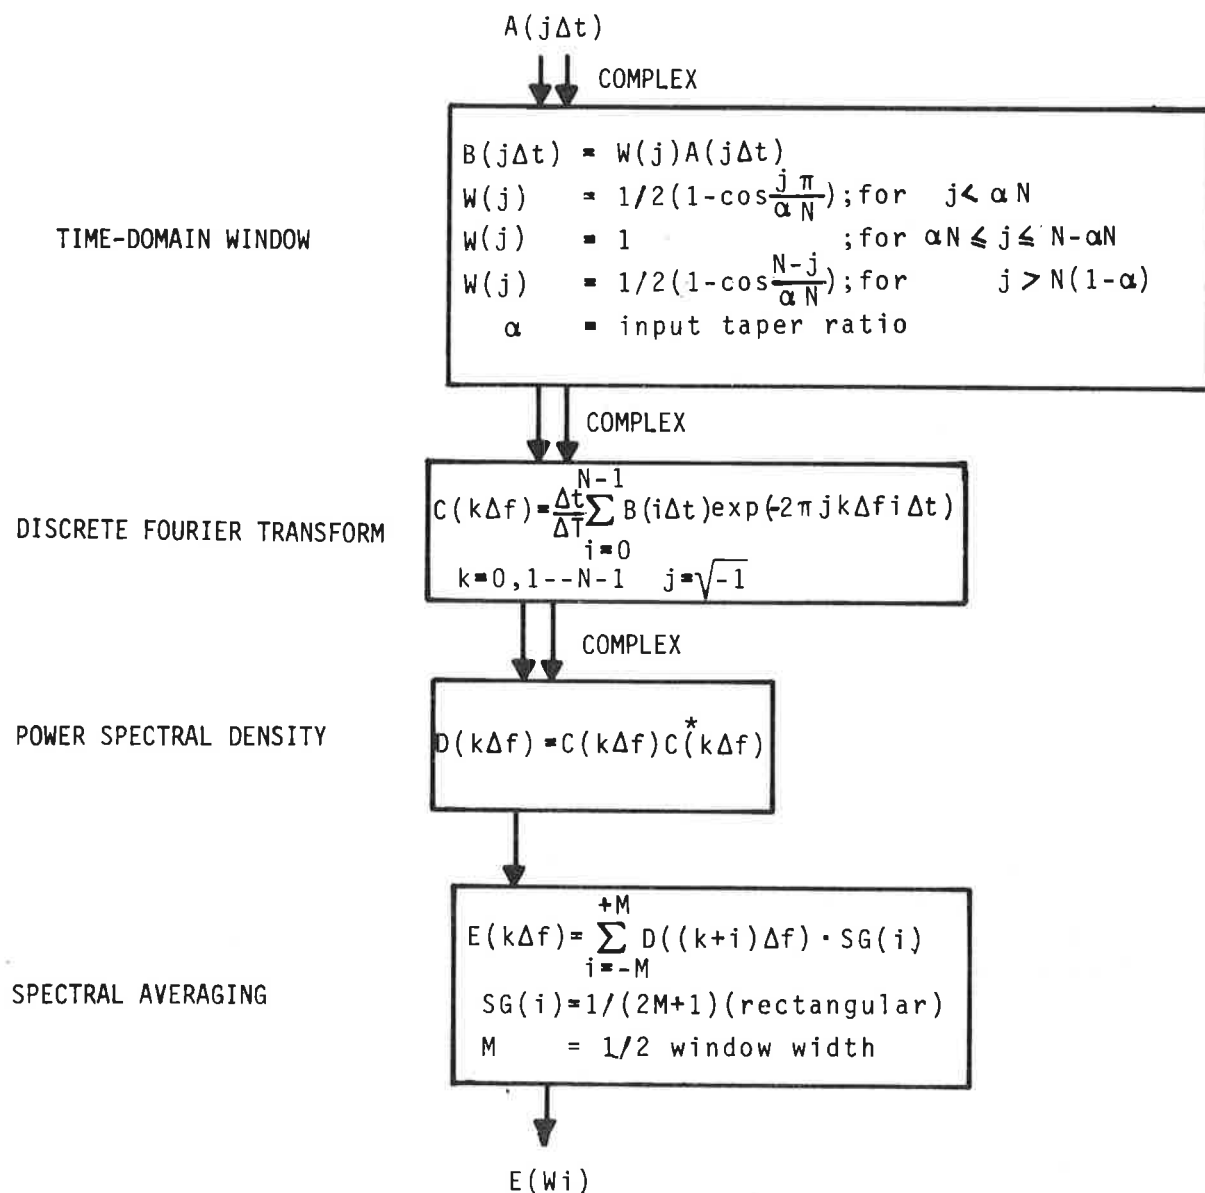 A(jΔt)
COMPLEX
TIME-DOMAIN WINDOW
B(jΔt) = W(j)A(jΔt)
W(j) = 1/2(1-cos jπ/αN);for j< αN
W(j) = 1 ;for αN ≤ j ≤ N-αN
W(j) = 1/2(1-cos N-j/αN);for j > N(1-α)
α = input taper ratio
COMPLEX
DISCRETE FOURIER TRANSFORM
C(kΔf)= Δt/ΔT ∑ N-1 i=0 B(iΔt)exp(-2πjkΔfiΔt)
k=0,1--N-1 j=√-1
COMPLEX
POWER SPECTRAL DENSITY
D(kΔf)=C(kΔf)C*(kΔf)
SPECTRAL AVERAGING
E(kΔf)= ∑ +M i=-M D((k+i)Δf)·SG(i)
SG(i)=1/(2M+1)(rectangular)
M = 1/2 window width
E(Wi)